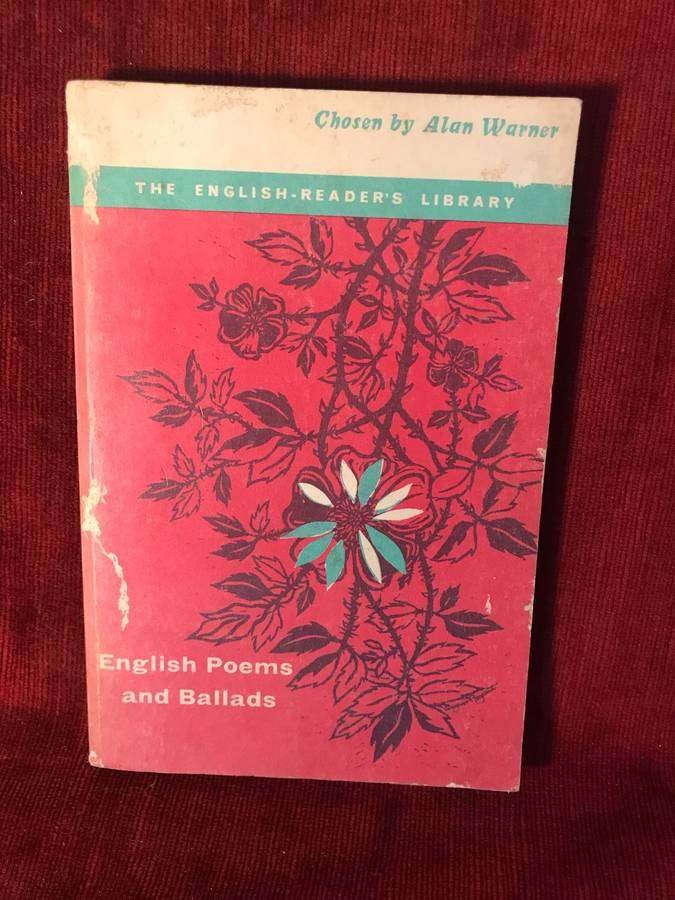 Chosen by Alan Warner
THE ENGLISH-READER'S LIBRARY
English Poems
and Ballads